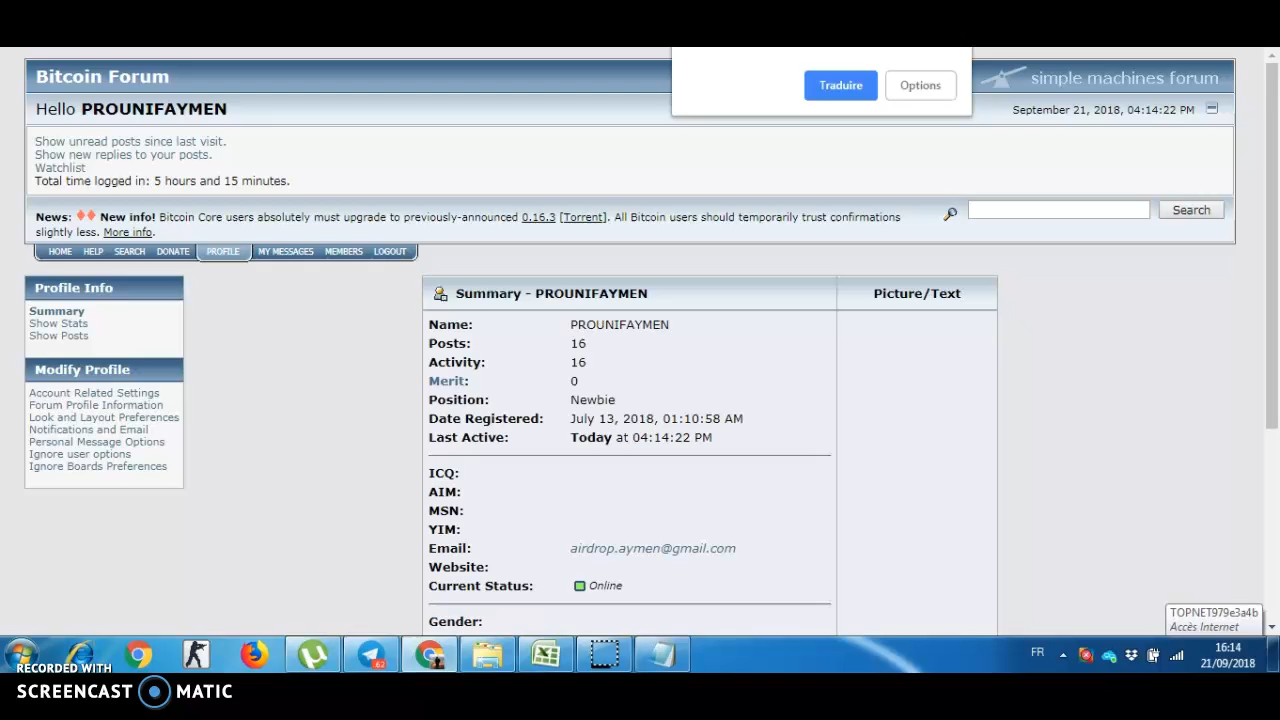 Traduire
Options
Bitcoin Forum
simple machines forum
Hello PROUNIFAYMEN
September 21, 2018, 04:14:22 PM
Show unread posts since last visit.
Show new replies to your posts.
Watchlist
Total time logged in: 5 hours and 15 minutes.
News: New info! Bitcoin Core users absolutely must upgrade to previously-announced 0.16.3 [Torrent]. All Bitcoin users should temporarily trust confirmations
slightly less. More info.
Search
HOME HELP SEARCH DONATE PROFILE MY MESSAGES MEMBERS LOGOUT
Profile Info
Summary
Show Stats
Show Posts
Modify Profile
Account Related Settings
Forum Profile Information
Look and Layout Preferences
Notifications and Email
Personal Message Options
Ignore user options
Ignore Boards Preferences
Summary - PROUNIFAYMEN
Picture/Text
Name: PROUNIFAYMEN
Posts: 16
Activity: 16
Merit: 0
Position: Newbie
Date Registered: July 13, 2018, 01:10:58 AM
Last Active: Today at 04:14:22 PM
ICQ:
AIM:
MSN:
YIM:
Email: airdrop.aymen@gmail.com
Website:
Current Status: Online
Gender:
TOPNET979e3a4b
Accès Internet
62
FR
16:14
21/09/2018
RECORDED WITH
SCREENCAST MATIC